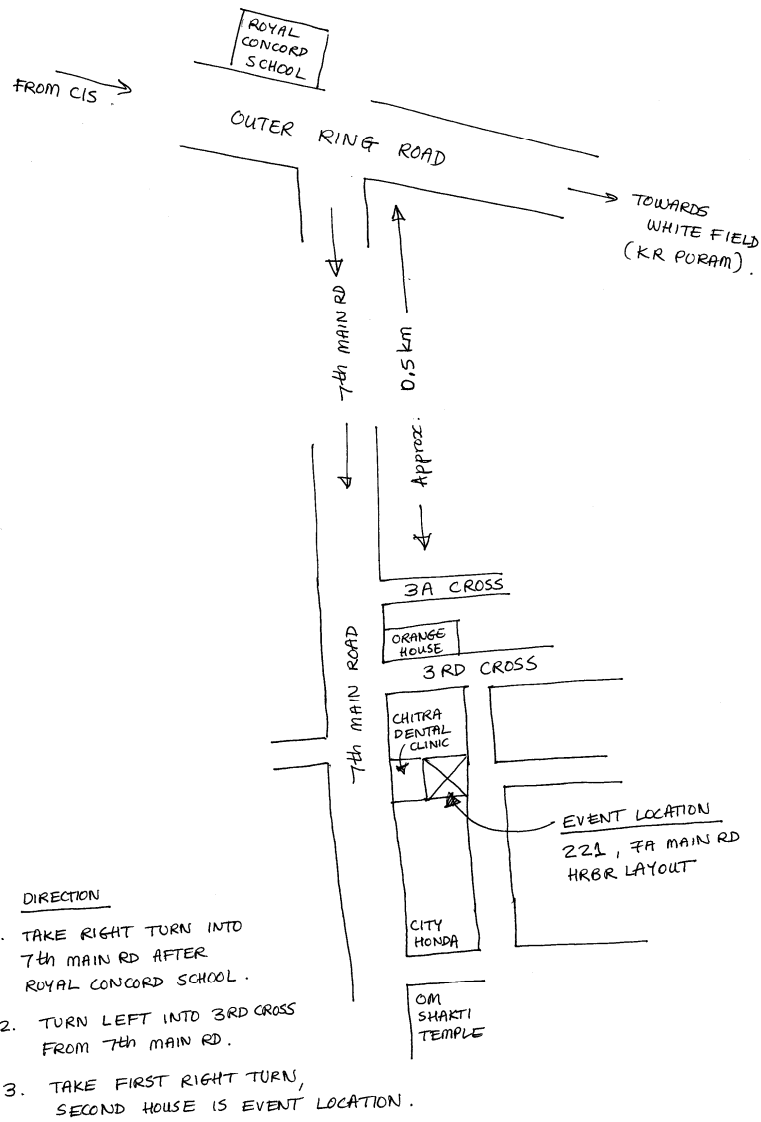 ROYAL
CONCORD
SCHOOL
FROM CIS.
OUTER RING ROAD
TOWARDS
WHITE FIELD
(KR PURAM).
7th MAIN RD
Approx. 0.5 km
3A CROSS
ORANGE
HOUSE
3RD CROSS
7th MAIN ROAD
CHITRA
DENTAL
CLINIC
EVENT LOCATION
221, 7A MAIN RD
HRBR LAYOUT
CITY
HONDA
OM
SHAKTI
TEMPLE
DIRECTION
. TAKE RIGHT TURN INTO
7th MAIN RD AFTER
ROYAL CONCORD SCHOOL.
2. TURN LEFT INTO 3RD CROSS
FROM 7th MAIN RD.
3. TAKE FIRST RIGHT TURN,
SECOND HOUSE IS EVENT LOCATION.